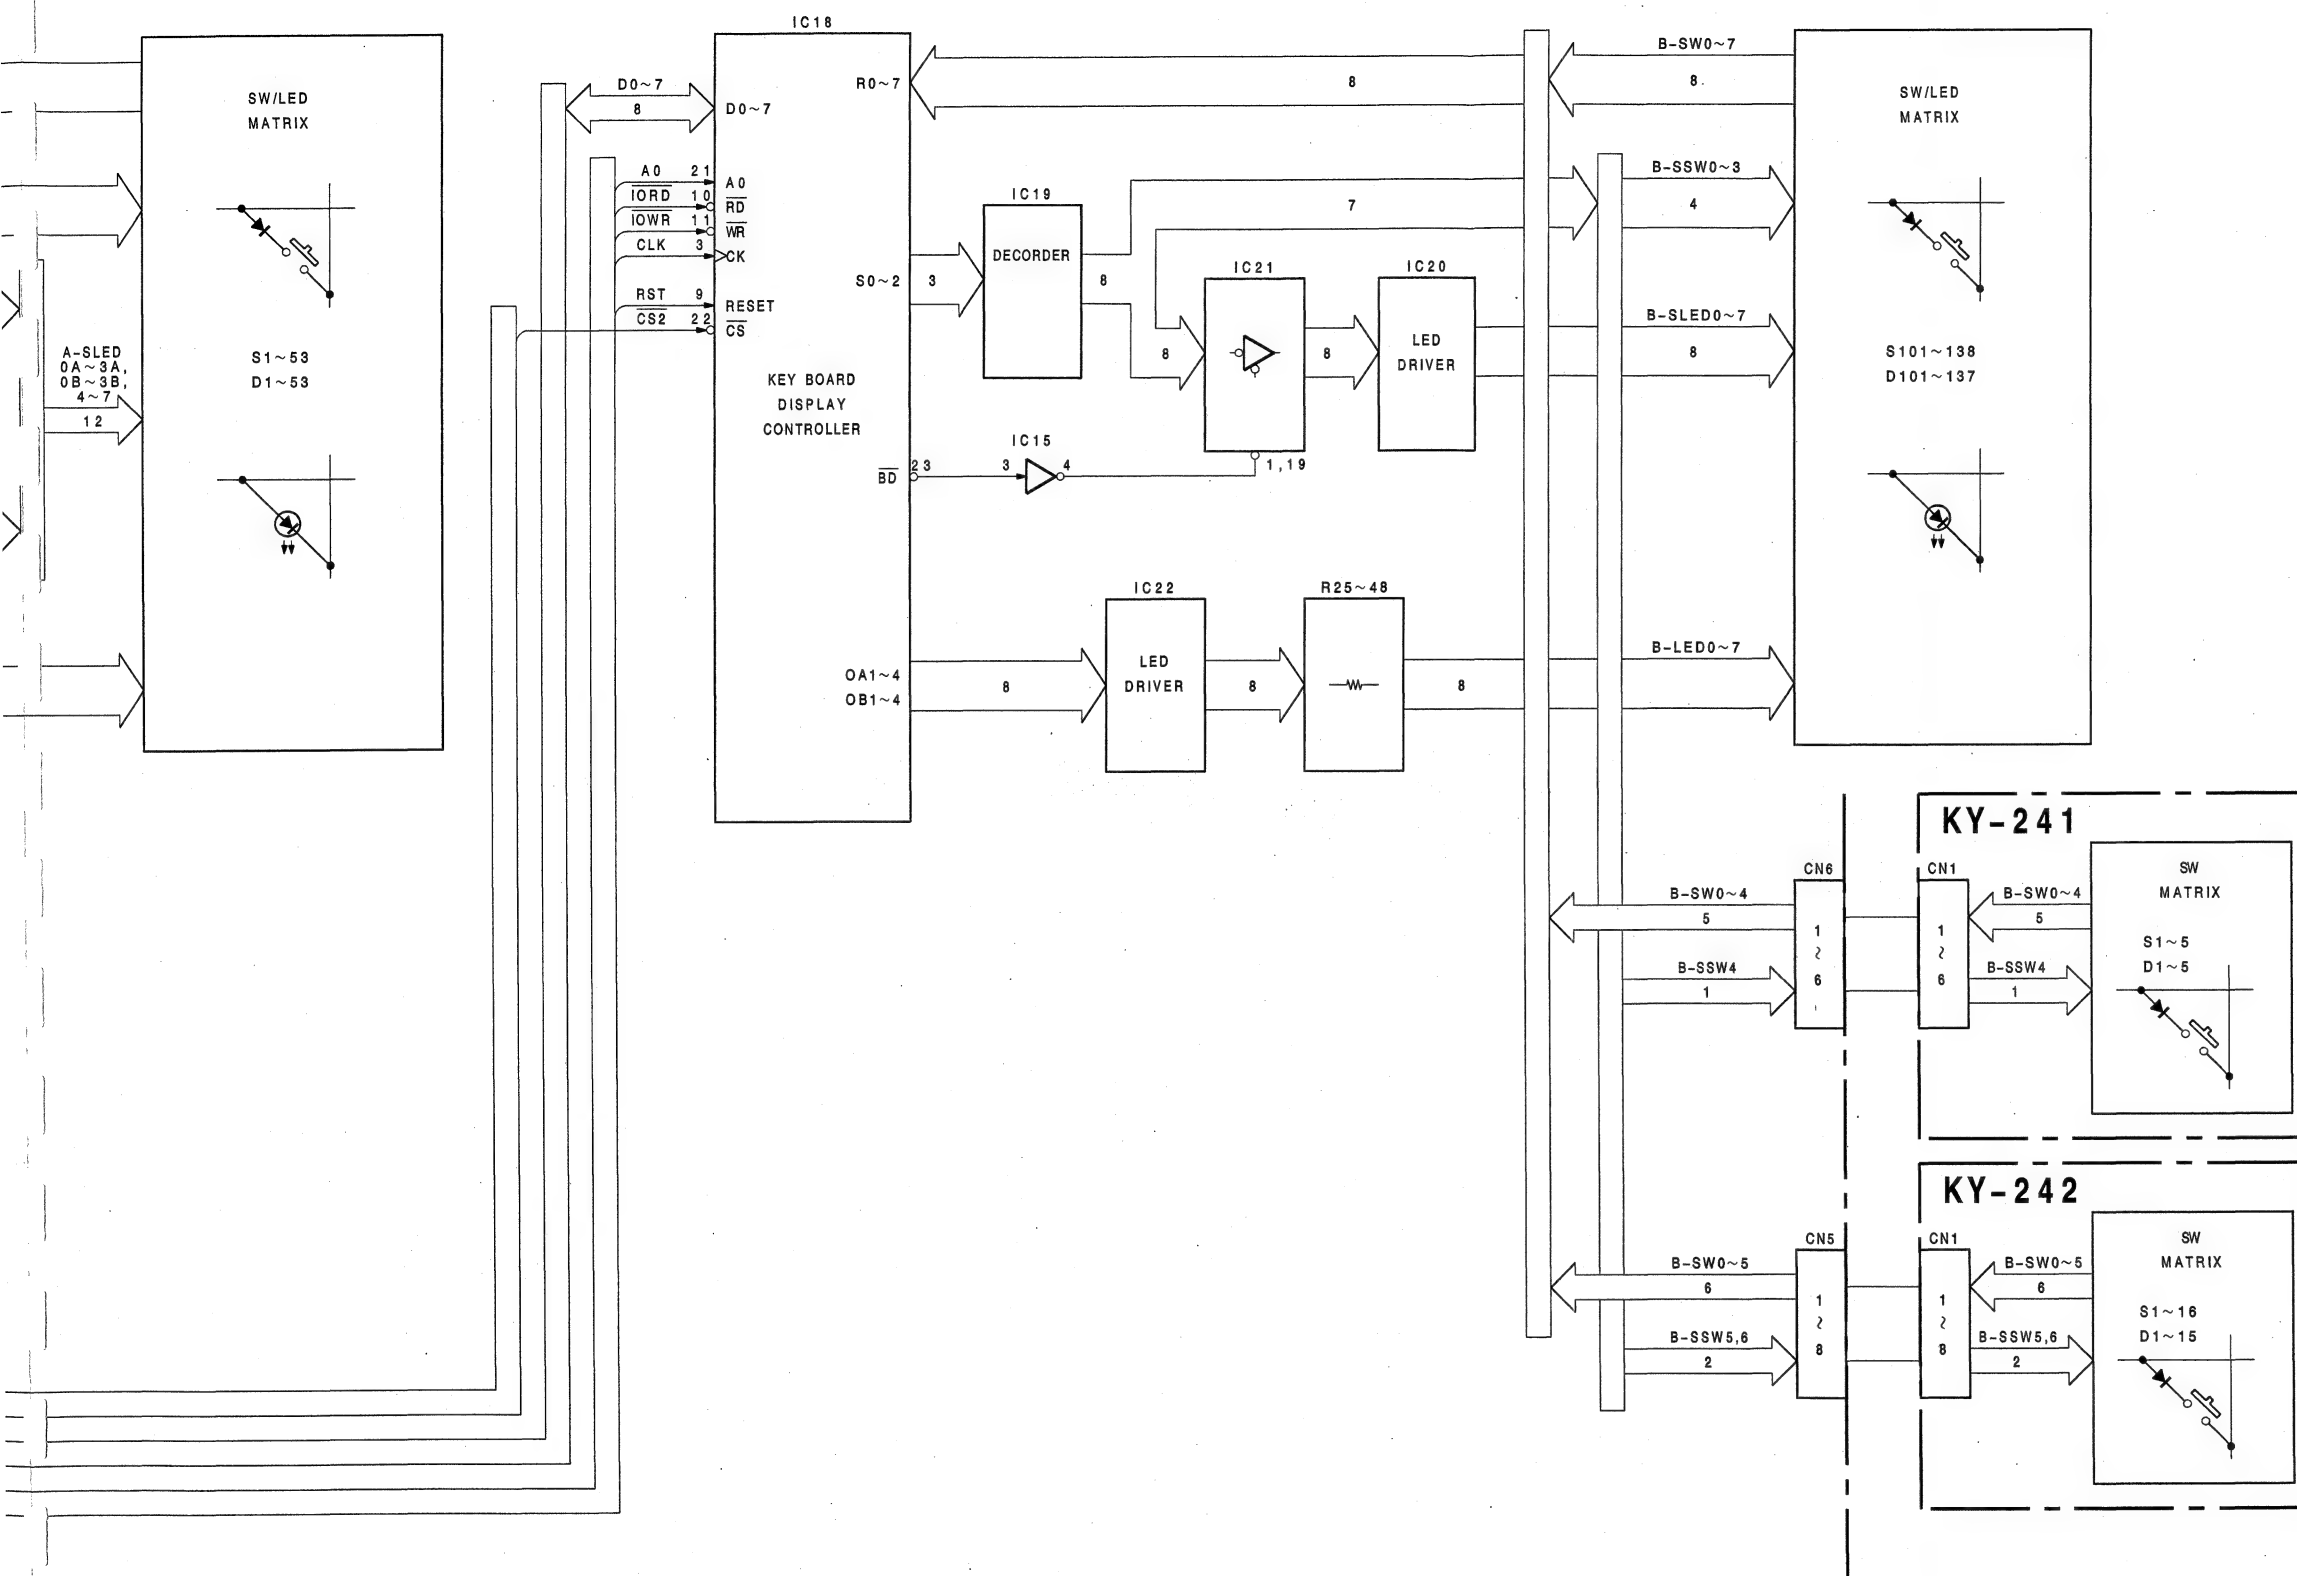 SW/LED
MATRIX
S1~53
D1~53
A-SLED
0A~3A,
0B~3B,
4~7
12
IC18
D0~7
8
D0~7
A0 21
A0
IORD 10
RD
IOWR 11
WR
CLK 3
CK
RST 9
RESET
CS2 22
CS
R0~7
S0~2
3
KEY BOARD
DISPLAY
CONTROLLER
BD
23
OA1~4
OB1~4
8
IC19
DECORDER
8
7
8
IC21
8
IC20
LED
DRIVER
IC15
3
4
1,19
8
IC22
LED
DRIVER
8
R25~48
8
B-SW0~7
8
B-SSW0~3
4
B-SLED0~7
8
B-LED0~7
SW/LED
MATRIX
S101~138
D101~137
KY-241
CN6
1
~
6
CN1
1
~
6
B-SW0~4
5
B-SSW4
1
B-SW0~4
5
B-SSW4
1
SW
MATRIX
S1~5
D1~5
KY-242
CN5
1
~
8
CN1
1
~
8
B-SW0~5
6
B-SSW5,6
2
B-SW0~5
6
B-SSW5,6
2
SW
MATRIX
S1~16
D1~15